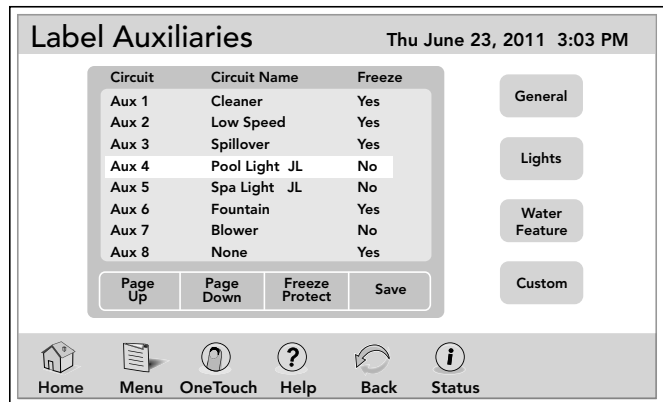 Label Auxiliaries Thu June 23, 2011 3:03 PM
Circuit Circuit Name Freeze
Aux 1 Cleaner Yes
Aux 2 Low Speed Yes
Aux 3 Spillover Yes
Aux 4 Pool Light JL No
Aux 5 Spa Light JL No
Aux 6 Fountain Yes
Aux 7 Blower No
Aux 8 None Yes
Page Up Page Down Freeze Protect Save
General
Lights
Water
Feature
Custom
? i
Home Menu OneTouch Help Back Status